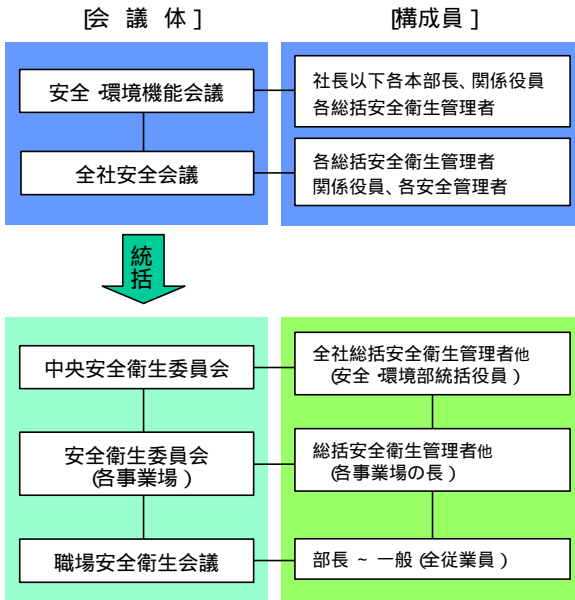 [会 議 体]
[構成員]
安全・環境機能会議
社長以下各本部長、関係役員
各総括安全衛生管理者
全社安全会議
各総括安全衛生管理者
関係役員、各安全管理者
統
括
中央安全衛生委員会
全社総括安全衛生管理者他
(安全・環境部統括役員)
安全衛生委員会
(各事業場)
総括安全衛生管理者他
(各事業場の長)
職場安全衛生会議
部長 ~ 一般(全従業員)